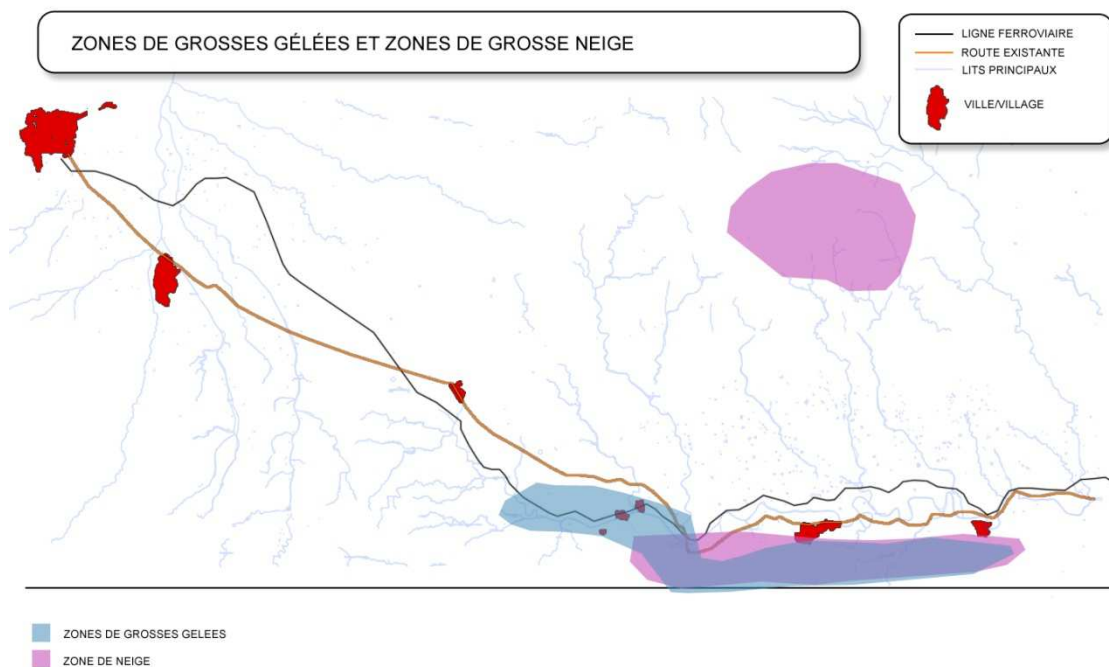 ZONES DE GROSSES GÉLÉES ET ZONES DE GROSSE NEIGE
LIGNE FERROVIAIRE
ROUTE EXISTANTE
LITS PRINCIPAUX
VILLE/VILLAGE
ZONES DE GROSSES GELEES
ZONE DE NEIGE